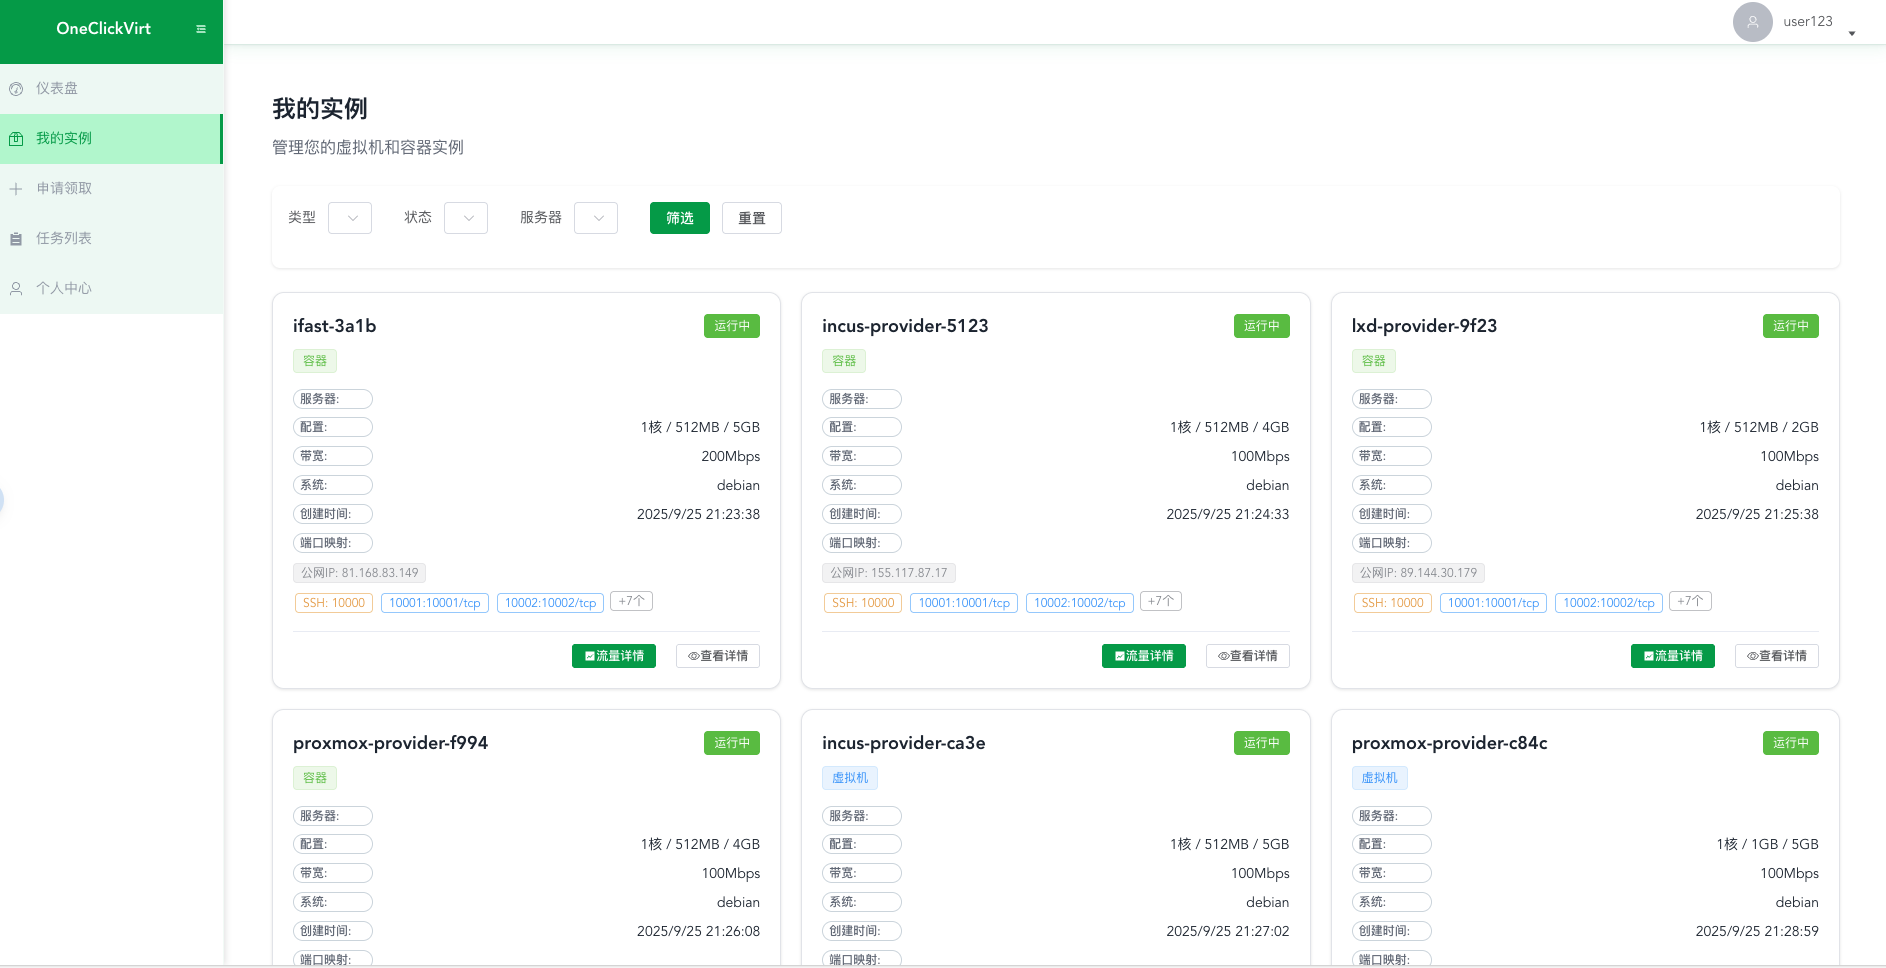 OneClickVirt
user123
仪表盘
我的实例
申请领取
任务列表
个人中心
我的实例
管理您的虚拟机和容器实例
类型 状态 服务器 筛选 重置
ifast-3a1b 运行中
容器
服务器:
配置: 1核 / 512MB / 5GB
带宽: 200Mbps
系统: debian
创建时间: 2025/9/25 21:23:38
端口映射:
公网IP: 81.168.83.149
SSH: 10000 10001:10001/tcp 10002:10002/tcp +7个
流量详情 查看详情
incus-provider-5123 运行中
容器
服务器:
配置: 1核 / 512MB / 4GB
带宽: 100Mbps
系统: debian
创建时间: 2025/9/25 21:24:33
端口映射:
公网IP: 155.117.87.17
SSH: 10000 10001:10001/tcp 10002:10002/tcp +7个
流量详情 查看详情
lxd-provider-9f23 运行中
容器
服务器:
配置: 1核 / 512MB / 2GB
带宽: 100Mbps
系统: debian
创建时间: 2025/9/25 21:25:38
端口映射:
公网IP: 89.144.30.179
SSH: 10000 10001:10001/tcp 10002:10002/tcp +7个
流量详情 查看详情
proxmox-provider-f994 运行中
容器
服务器:
配置: 1核 / 512MB / 4GB
带宽: 100Mbps
系统: debian
创建时间: 2025/9/25 21:26:08
端口映射:
incus-provider-ca3e 运行中
虚拟机
服务器:
配置: 1核 / 512MB / 5GB
带宽: 100Mbps
系统: debian
创建时间: 2025/9/25 21:27:02
端口映射:
proxmox-provider-c84c 运行中
虚拟机
服务器:
配置: 1核 / 1GB / 5GB
带宽: 100Mbps
系统: debian
创建时间: 2025/9/25 21:28:59
端口映射: